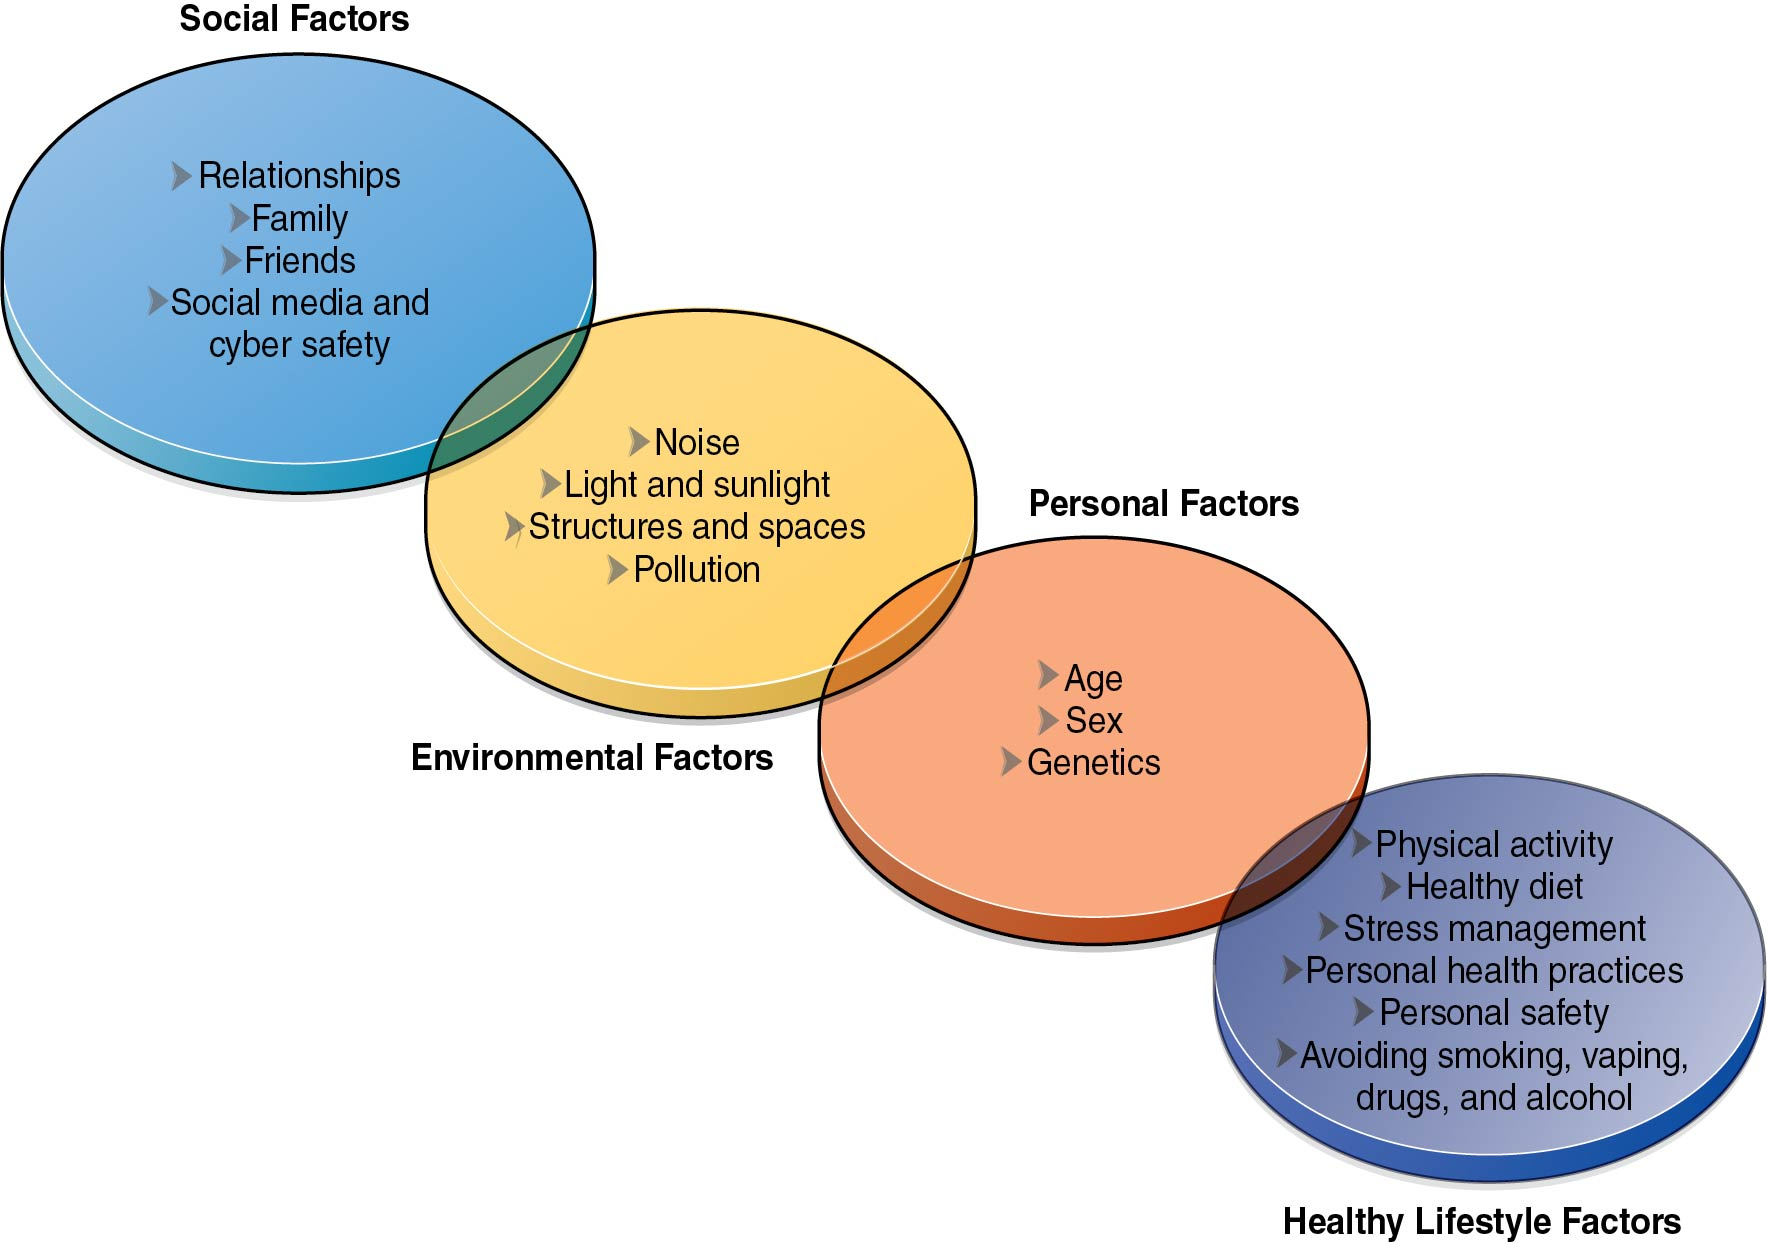 Social Factors
Relationships
Family
Friends
Social media and
cyber safety
Noise
Light and sunlight
Structures and spaces
Pollution
Environmental Factors
Personal Factors
Age
Sex
Genetics
Physical activity
Healthy diet
Stress management
Personal health practices
Personal safety
Avoiding smoking, vaping,
drugs, and alcohol
Healthy Lifestyle Factors